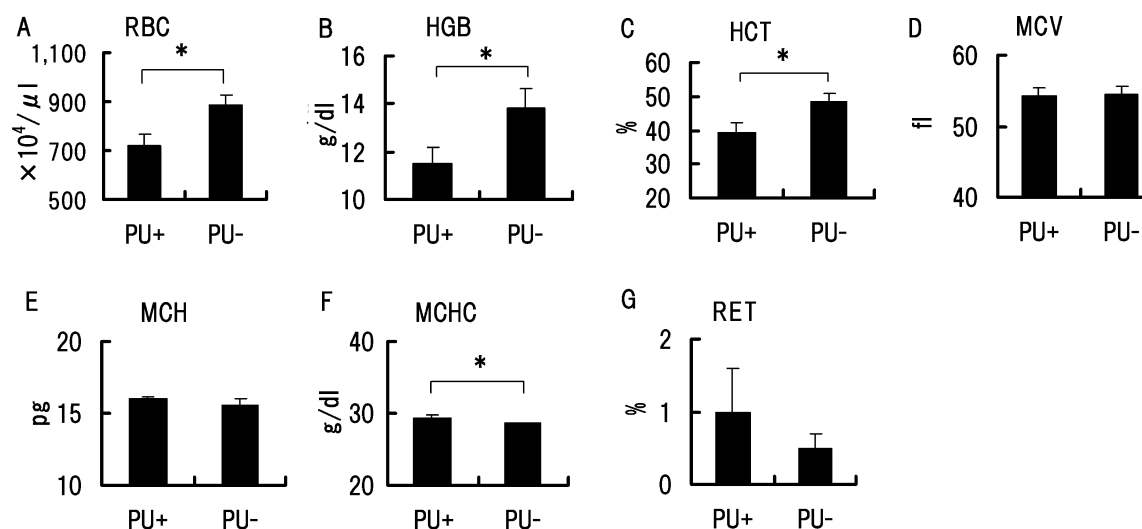 A RBC
×10⁴/μl
1,100
900
700
500
*
PU+ PU-
B HGB
g/dl
16
14
12
10
*
PU+ PU-
C HCT
%
60
50
40
30
20
*
PU+ PU-
D MCV
fl
60
50
40
PU+ PU-
E MCH
pg
20
15
10
PU+ PU-
F MCHC
g/dl
40
30
20
*
PU+ PU-
G RET
%
2
1
0
PU+ PU-